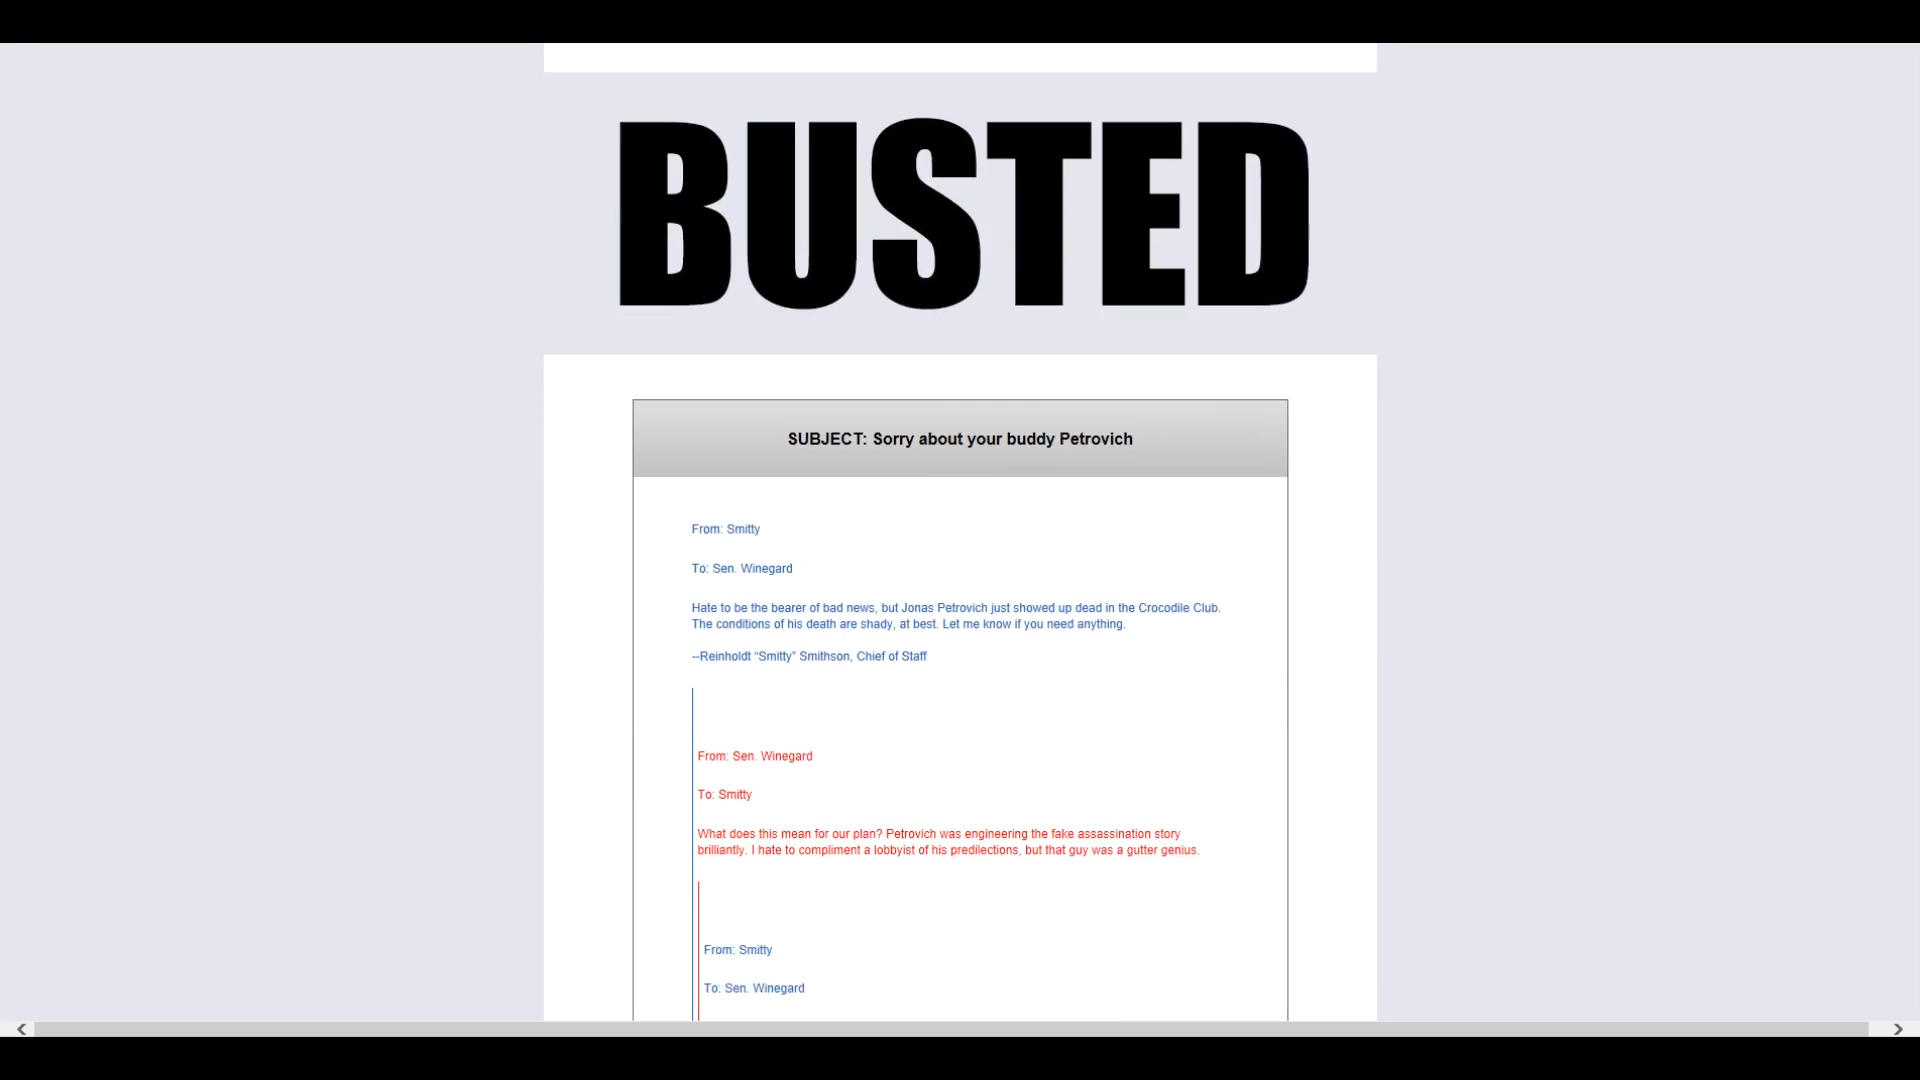 BUSTED
SUBJECT: Sorry about your buddy Petrovich
From: Smitty
To: Sen. Winegard
Hate to be the bearer of bad news, but Jonas Petrovich just showed up dead in the Crocodile Club.
The conditions of his death are shady, at best. Let me know if you need anything.
--Reinholdt “Smitty” Smithson, Chief of Staff
From: Sen. Winegard
To: Smitty
What does this mean for our plan? Petrovich was engineering the fake assassination story
brilliantly. I hate to compliment a lobbyist of his predilections, but that guy was a gutter genius.
From: Smitty
To: Sen. Winegard